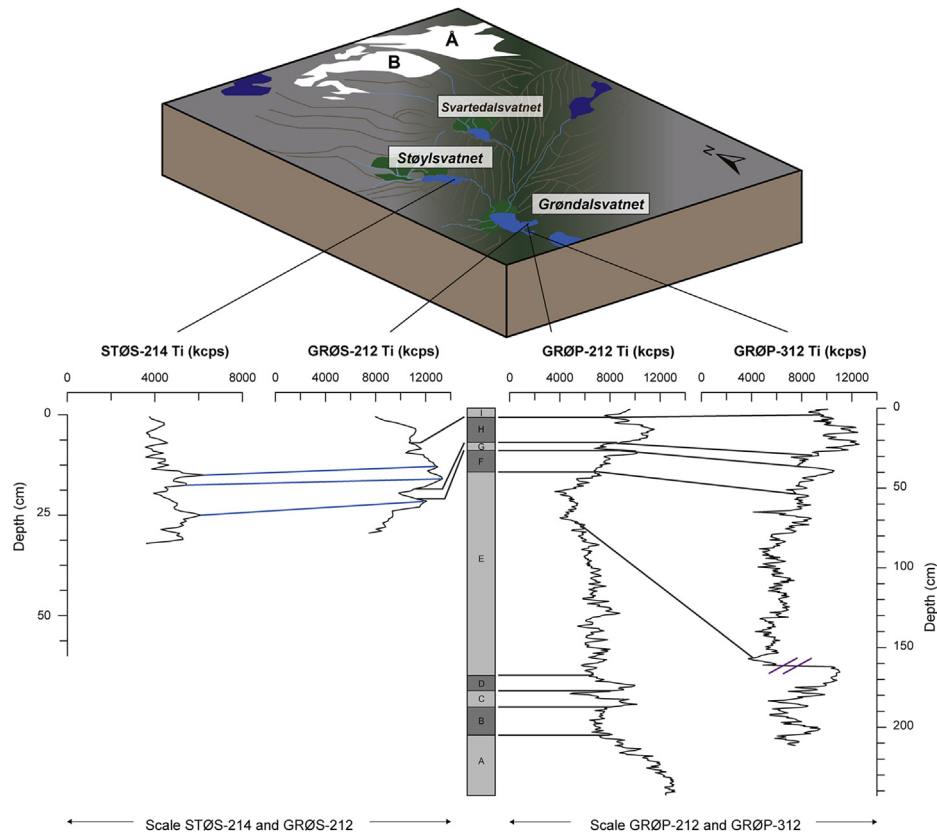 Å
B
Svartedalsvatnet
Støylsvatnet
Grøndalsvatnet
N
STØS-214 Ti (kcps)
GRØS-212 Ti (kcps)
GRØP-212 Ti (kcps)
GRØP-312 Ti (kcps)
0 4000 8000
0 4000 8000 12000
0 4000 8000 12000
0 4000 8000 12000
0
25
50
Depth (cm)
I
H
G
F
E
D
C
B
A
0
50
100
150
200
Depth (cm)
Scale STØS-214 and GRØS-212
Scale GRØP-212 and GRØP-312